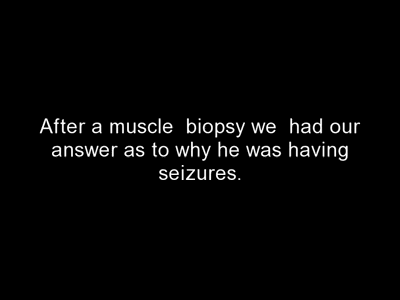 After a muscle  biopsy we  had our
answer as to why he was having
seizures.